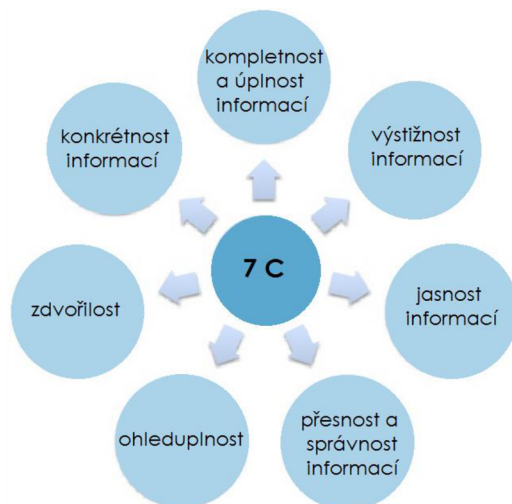 kompletnost
a úplnost
informací
výstižnost
informací
jasnost
informací
přesnost a
správnost
informací
ohleduplnost
zdvořilost
konkrétnost
informací
7 C